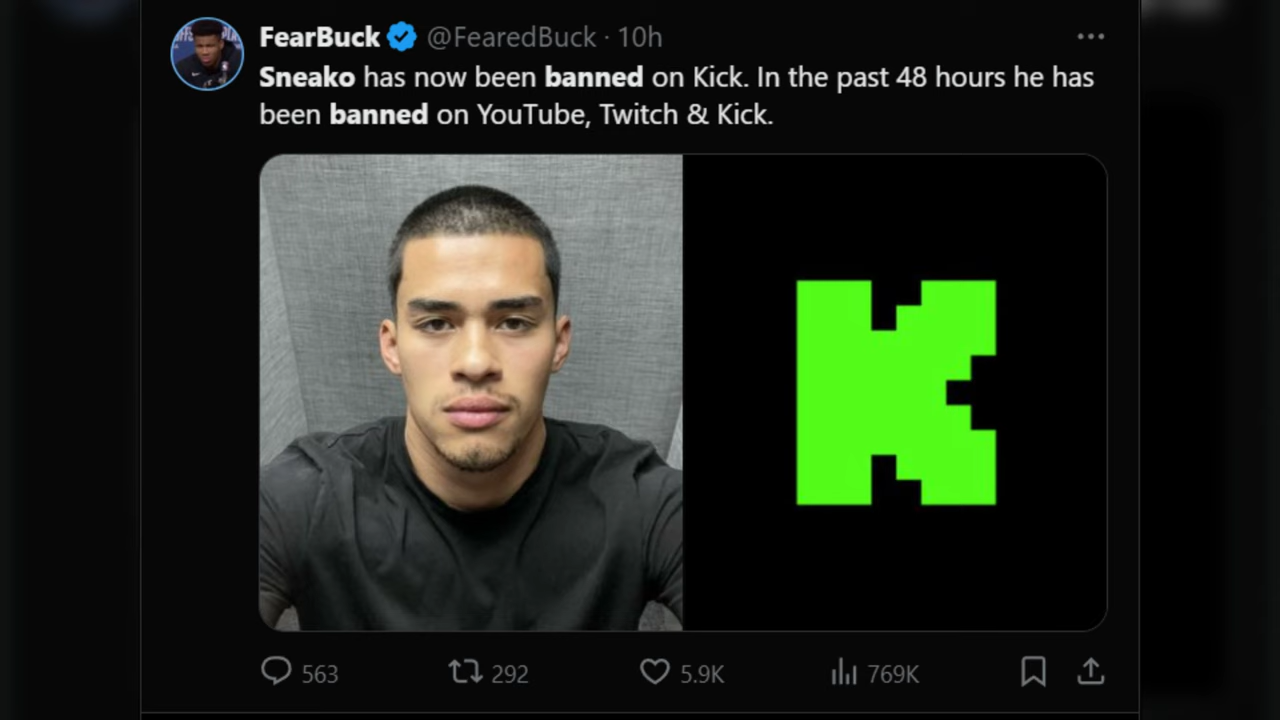 FearBuck @FearedBuck · 10h
Sneako has now been banned on Kick. In the past 48 hours he has
been banned on YouTube, Twitch & Kick.
K
563 292 5.9K 769K